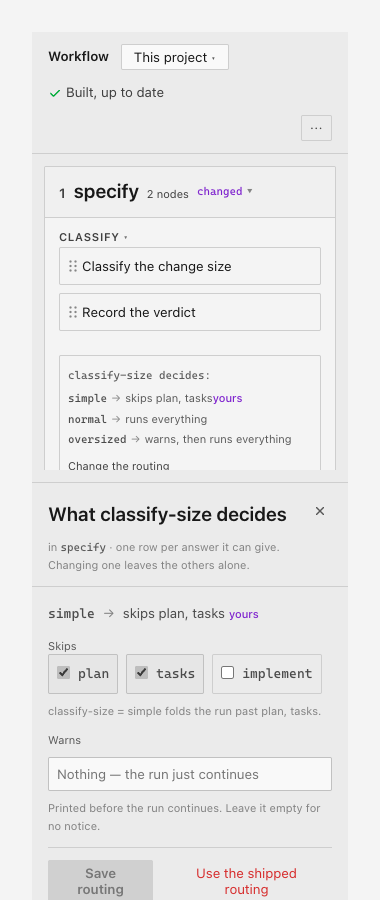 Workflow This project
Built, up to date
...
1 specify 2 nodes changed
CLASSIFY
Classify the change size
Record the verdict
classify-size decides:
simple → skips plan, tasksyours
normal → runs everything
oversized → warns, then runs everything
Change the routing
What classify-size decides ×
in specify · one row per answer it can give.
Changing one leaves the others alone.
simple → skips plan, tasks yours
Skips
plan tasks implement
classify-size = simple folds the run past plan, tasks.
Warns
Nothing — the run just continues
Printed before the run continues. Leave it empty for
no notice.
Save routing
Use the shipped routing